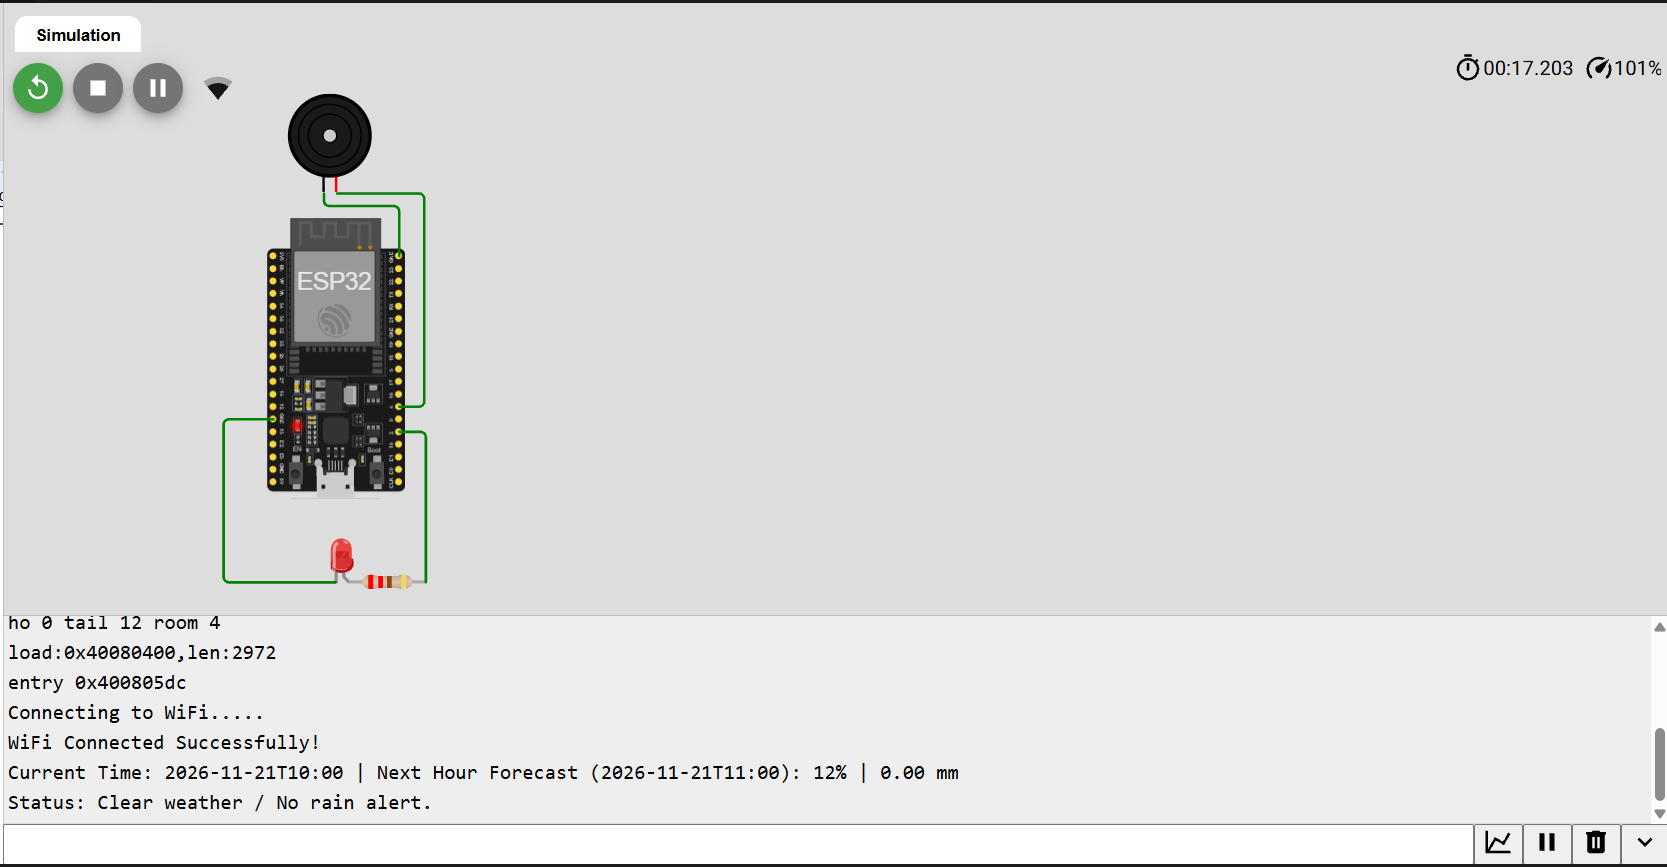 Simulation
00:17.203 101%
ESP32
EN
Boot
ho 0 tail 12 room 4
load:0x40080400,len:2972
entry 0x400805dc
Connecting to WiFi.....
WiFi Connected Successfully!
Current Time: 2026-11-21T10:00 | Next Hour Forecast (2026-11-21T11:00): 12% | 0.00 mm
Status: Clear weather / No rain alert.